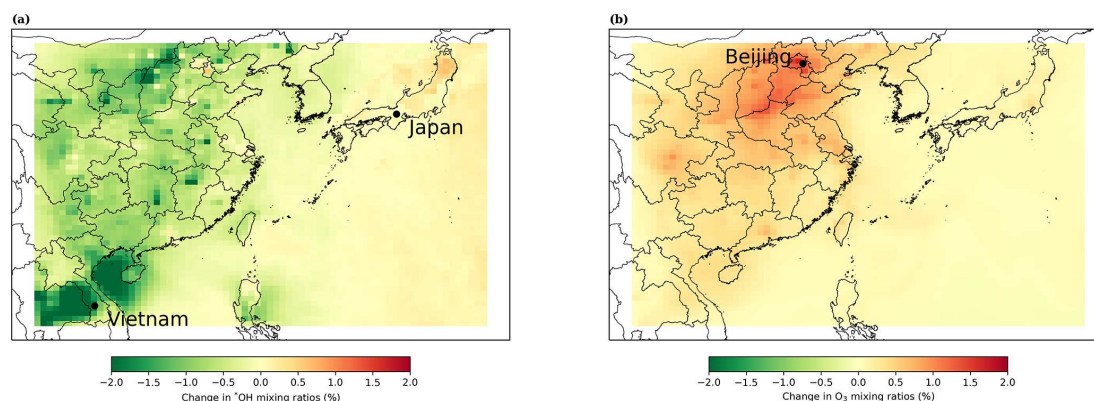 (a)
(b)
Japan
Vietnam
Beijing
−2.0 −1.5 −1.0 −0.5 0.0 0.5 1.0 1.5 2.0
Change in •OH mixing ratios (%)
−2.0 −1.5 −1.0 −0.5 0.0 0.5 1.0 1.5 2.0
Change in O₃ mixing ratios (%)